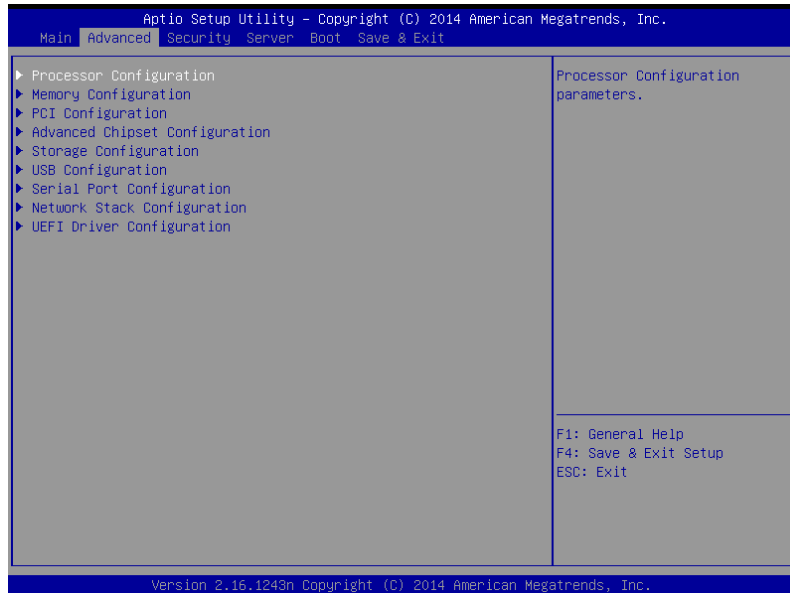 Aptio Setup Utility – Copyright (C) 2014 American Megatrends, Inc.
Main Advanced Security Server Boot Save & Exit
Processor Configuration
Memory Configuration
PCI Configuration
Advanced Chipset Configuration
Storage Configuration
USB Configuration
Serial Port Configuration
Network Stack Configuration
UEFI Driver Configuration
Processor Configuration
parameters.
F1: General Help
F4: Save & Exit Setup
ESC: Exit
Version 2.16.1243n Copyright (C) 2014 American Megatrends, Inc.